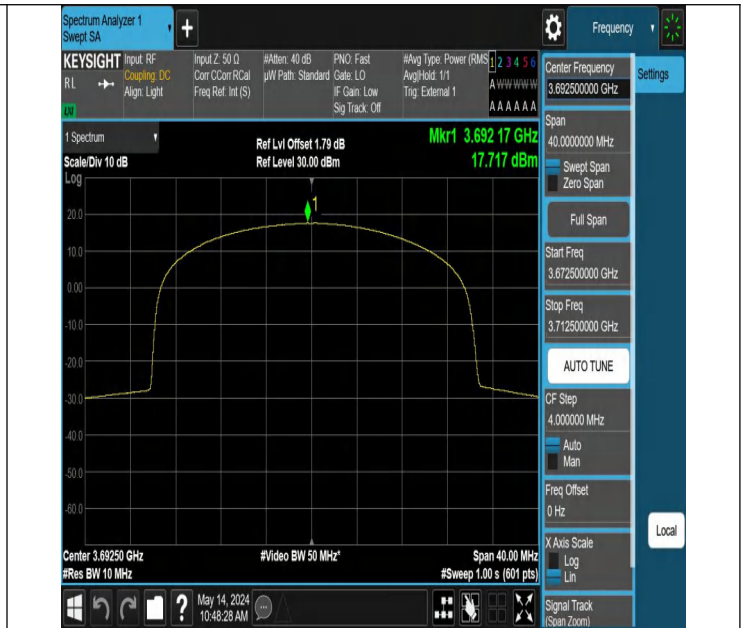 Spectrum Analyzer 1
Swept SA
+
Frequency
KEYSIGHT
RL
Input: RF
Coupling: DC
Align: Light
Input Z: 50 Ω
Corr CCorr RCal
Freq Ref: Int (S)
#Atten: 40 dB
µW Path: Standard
PNO: Fast
Gate: LO
IF Gain: Low
Sig Track: Off
#Avg Type: Power (RMS
Avg|Hold: 1/1
Trig: External 1
1 2 3 4 5 6
A W W W W W
A A A A A A
1 Spectrum
Scale/Div 10 dB
Log
Ref Lvl Offset 1.79 dB
Ref Level 30.00 dBm
Mkr1 3.692 17 GHz
17.717 dBm
1
20.0
10.0
0.00
-10.0
-20.0
-30.0
-40.0
-50.0
-60.0
Center 3.69250 GHz
#Res BW 10 MHz
#Video BW 50 MHz*
Span 40.00 MHz
#Sweep 1.00 s (601 pts)
Center Frequency
3.692500000 GHz
Settings
Span
40.0000000 MHz
Swept Span
Zero Span
Full Span
Start Freq
3.672500000 GHz
Stop Freq
3.712500000 GHz
AUTO TUNE
CF Step
4.000000 MHz
Auto
Man
Freq Offset
0 Hz
X Axis Scale
Log
Lin
Local
Signal Track
(Span Zoom)
?
May 14, 2024
10:48:28 AM